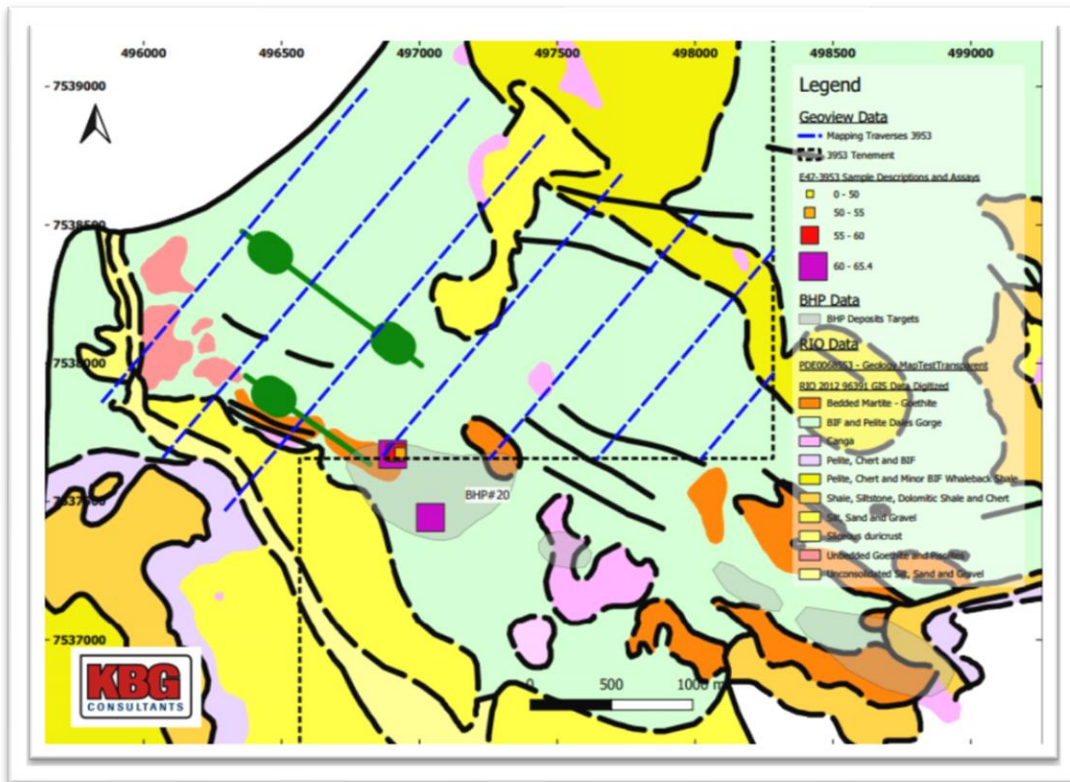 496000 496500 497000 497500 498000 498500 499000
7539000
7538500
7538000
7537500
7537000
Legend
Geoview Data
Mapping Traverses 3953
3953 Tenement
E47-3953 Sample Descriptions and Assays
0 - 50
50 - 55
55 - 60
60 - 65.4
BHP Data
BHP Deposits Targets
RIO Data
PDE0068953 - Geology MapTestTransparent
RIO 2012 96391 GIS Data Digitized
Bedded Martite - Goethite
BIF and Pelite Dales Gorge
Canga
Pelite, Chert and BIF
Pelite, Chert and Minor BIF Whaleback Shale
Shale, Siltstone, Dolomitic Shale and Chert
Silt, Sand and Gravel
Siliceous duricrust
Unbedded Goethite and Pisolites
Unconsolidated Silt, Sand and Gravel
BHP#20
0 500 1000 m
KBG
CONSULTANTS